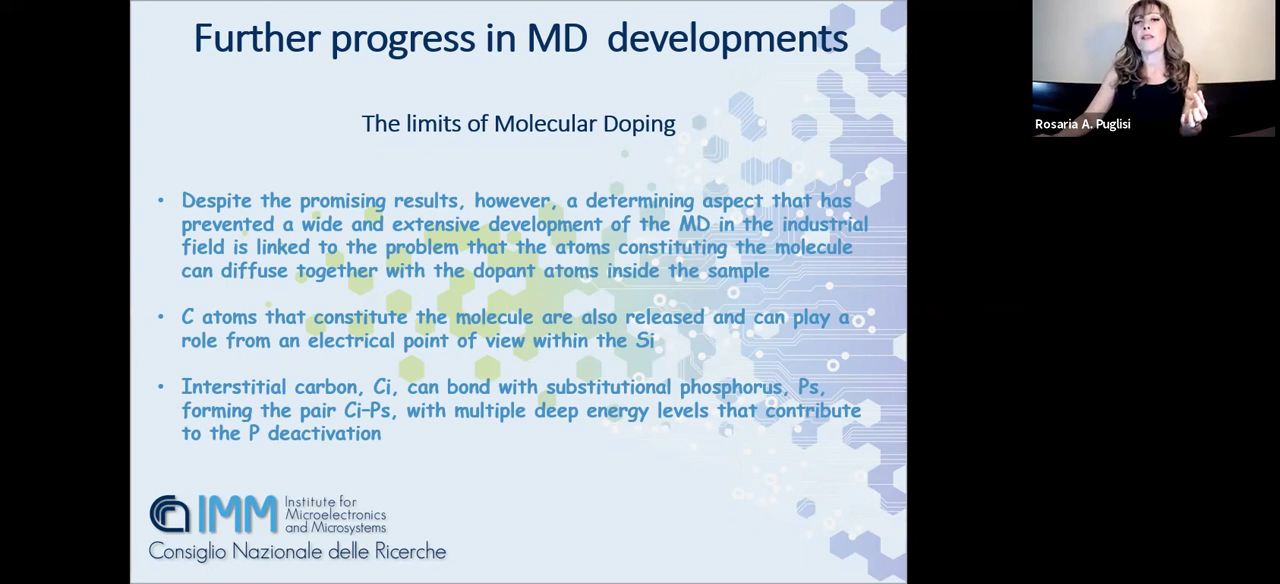 Further progress in MD developments
Rosaria A. Puglisi
The limits of Molecular Doping
• Despite the promising results, however, a determining aspect that has
prevented a wide and extensive development of the MD in the industrial
field is linked to the problem that the atoms constituting the molecule
can diffuse together with the dopant atoms inside the sample
• C atoms that constitute the molecule are also released and can play a
role from an electrical point of view within the Si
• Interstitial carbon, Ci, can bond with substitutional phosphorus, Ps,
forming the pair Ci–Ps, with multiple deep energy levels that contribute
to the P deactivation
IMM
Institute for
Microelectronics
and Microsystems
Consiglio Nazionale delle Ricerche